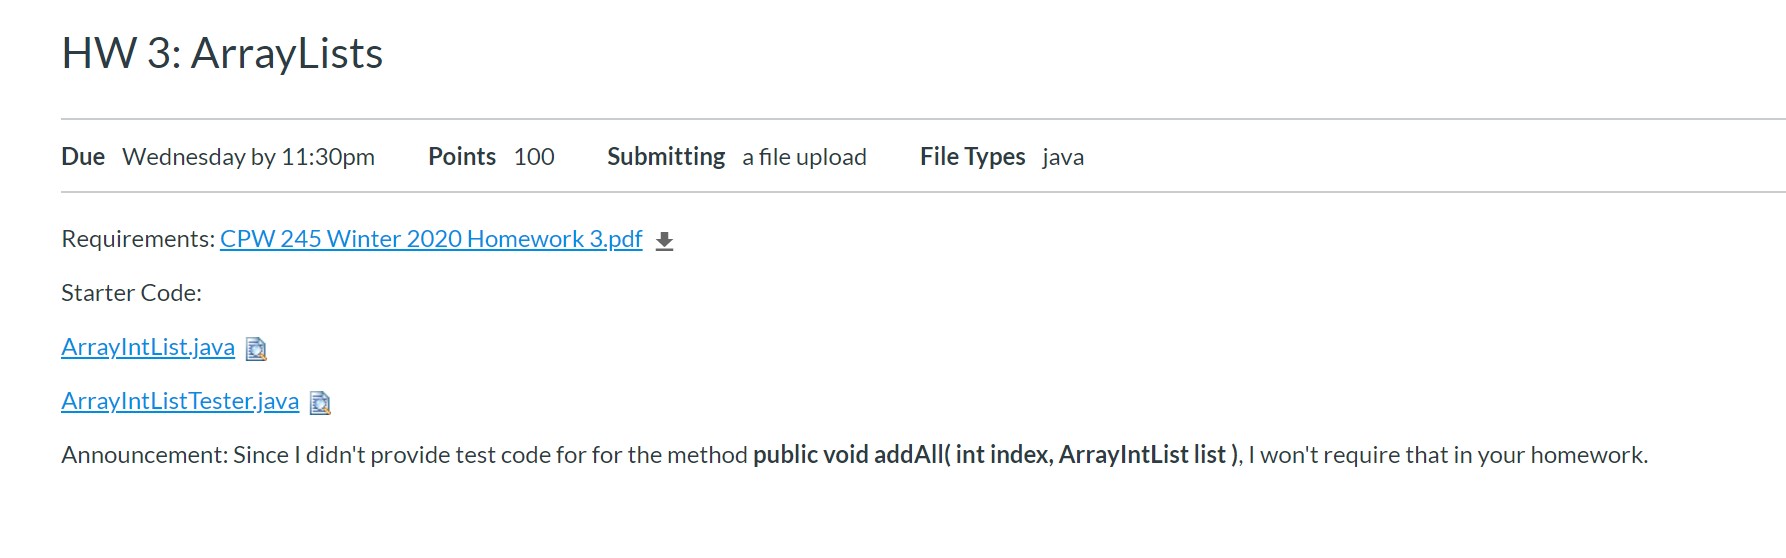 HW 3: ArrayLists
Due Wednesday by 11:30pm Points 100 Submitting a file upload File Types java
Requirements: CPW 245 Winter 2020 Homework 3.pdf
Starter Code:
ArrayIntList.java
ArrayIntListTester.java
Announcement: Since I didn't provide test code for for the method public void addAll( int index, ArrayIntList list ), I won't require that in your homework.